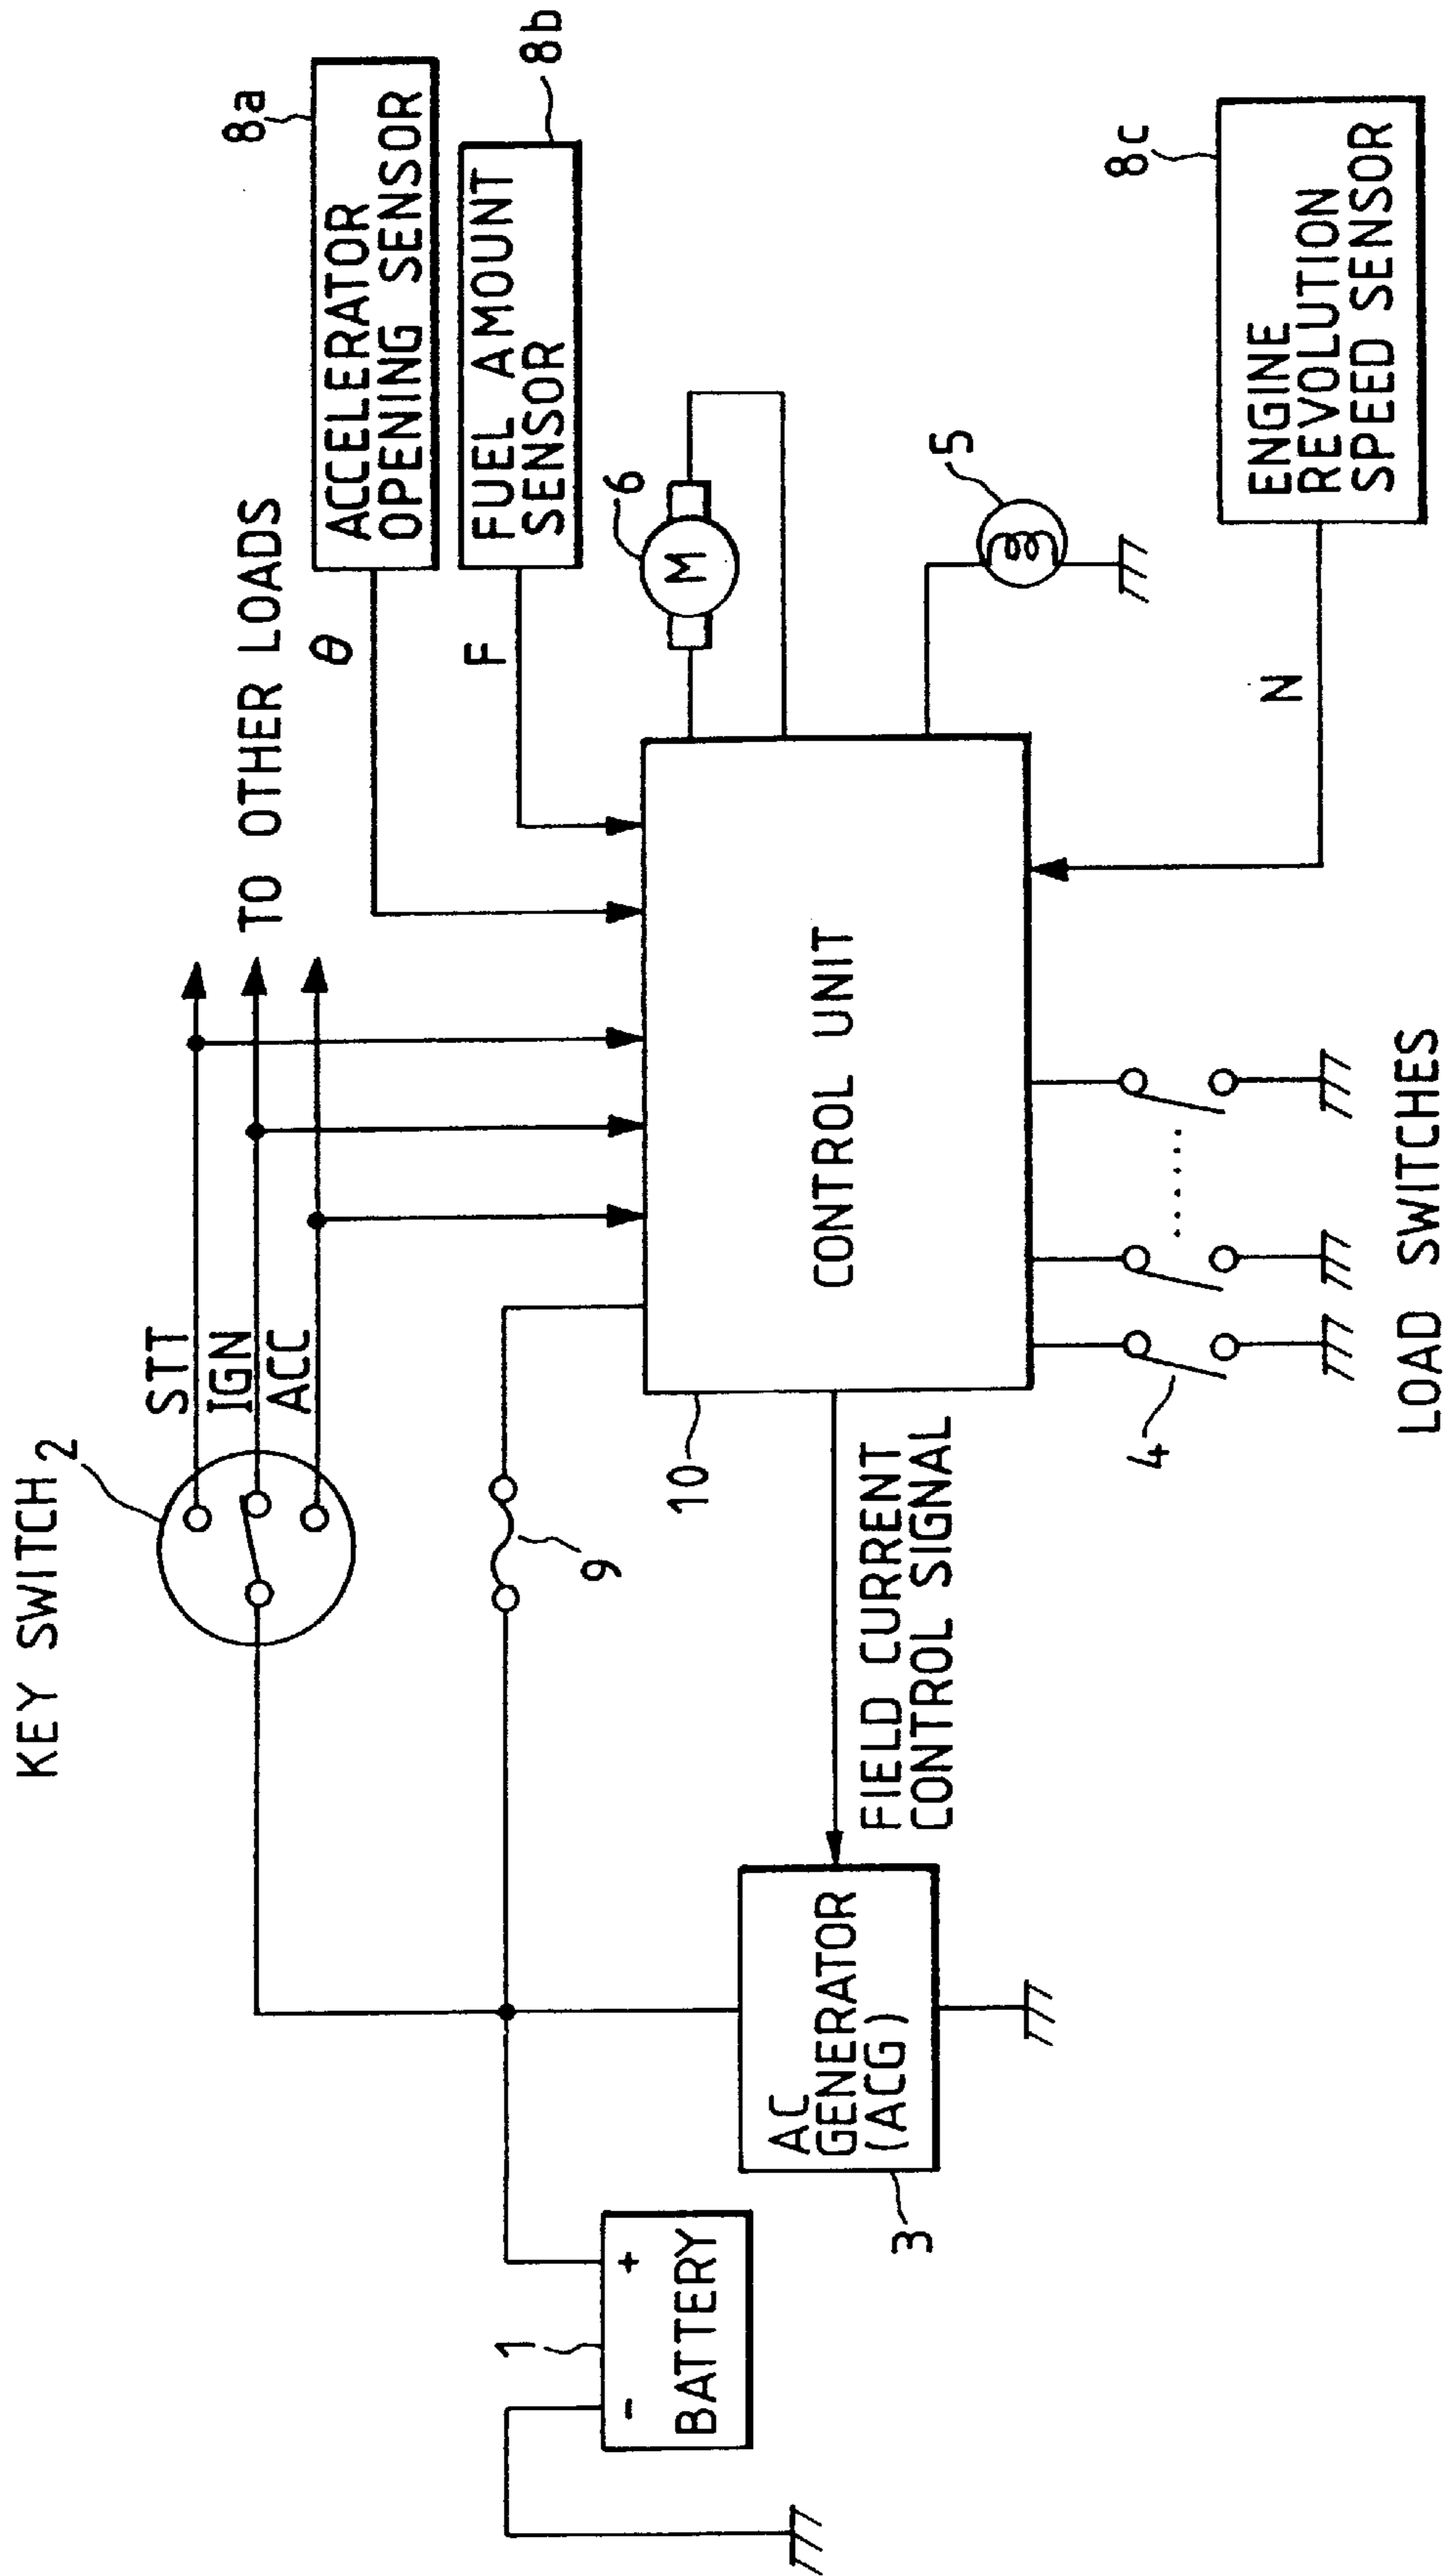 KEY SWITCH
2
STT
IGN
ACC
TO OTHER LOADS
8a
ACCELERATOR
OPENING SENSOR
θ
8b
FUEL AMOUNT
SENSOR
F
6
M
5
9
1
-
+
BATTERY
AC
GENERATOR
(ACG)
3
FIELD CURRENT
CONTROL SIGNAL
10
CONTROL UNIT
8c
ENGINE
REVOLUTION
SPEED SENSOR
N
4
LOAD SWITCHES